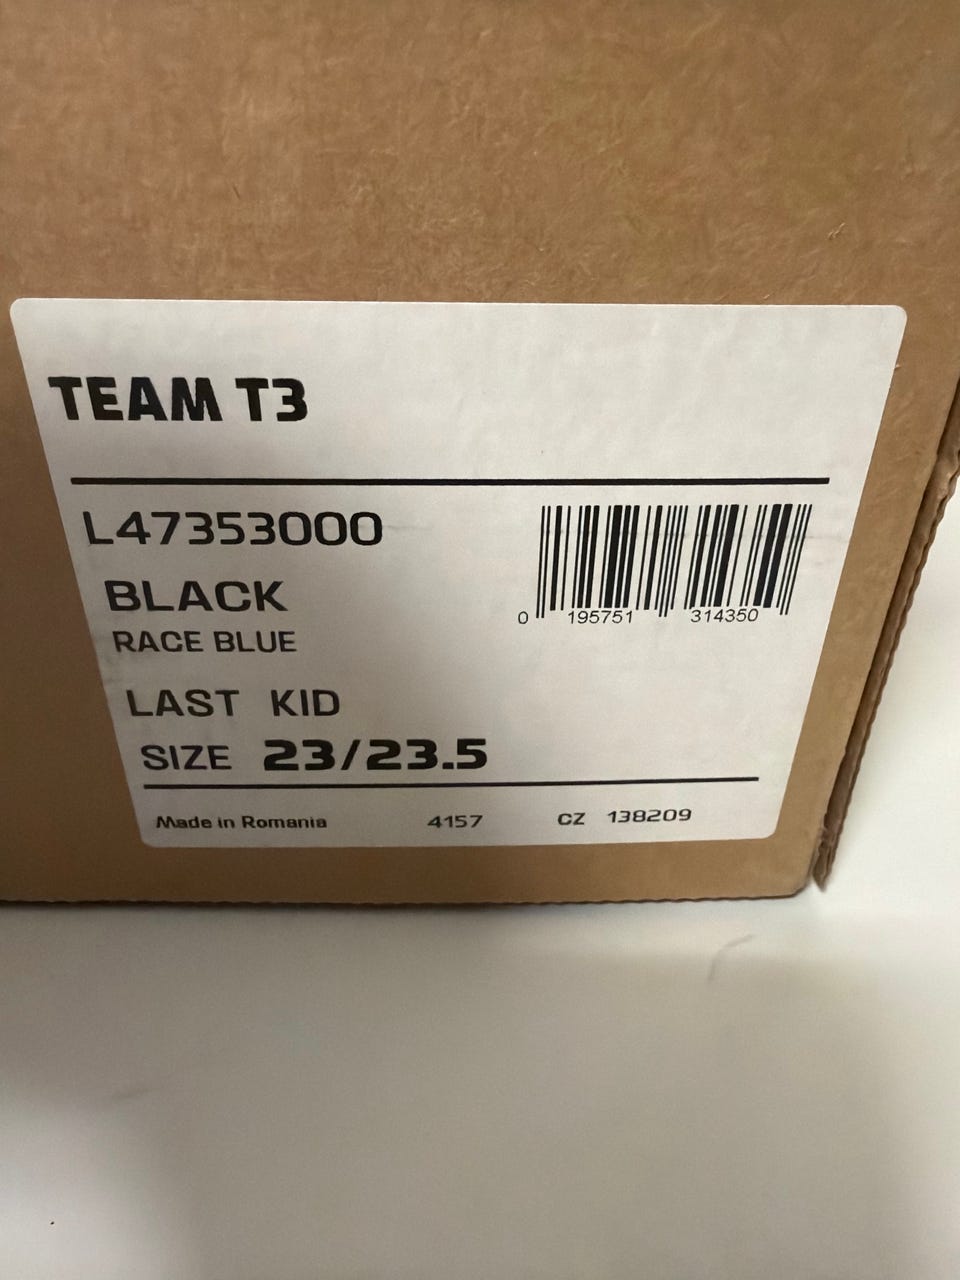 TEAM T3
L47353000
BLACK
RACE BLUE
LAST KID
SIZE 23/23.5
0 195751 314350
Made in Romania 4157 CZ 138209